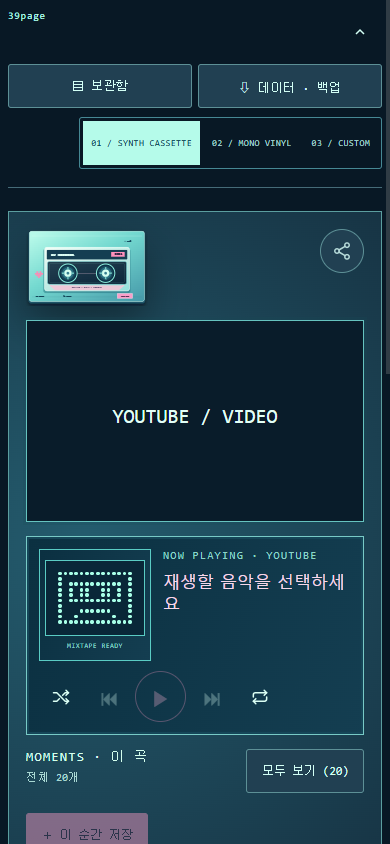 39page
보관함
데이터 · 백업
01 / SYNTH CASSETTE
02 / MONO VINYL
03 / CUSTOM
YOUTUBE / VIDEO
NOW PLAYING · YOUTUBE
재생할 음악을 선택하세
요
MIXTAPE READY
MOMENTS · 이 곡
전체 20개
모두 보기 (20)
+ 이 순간 저장